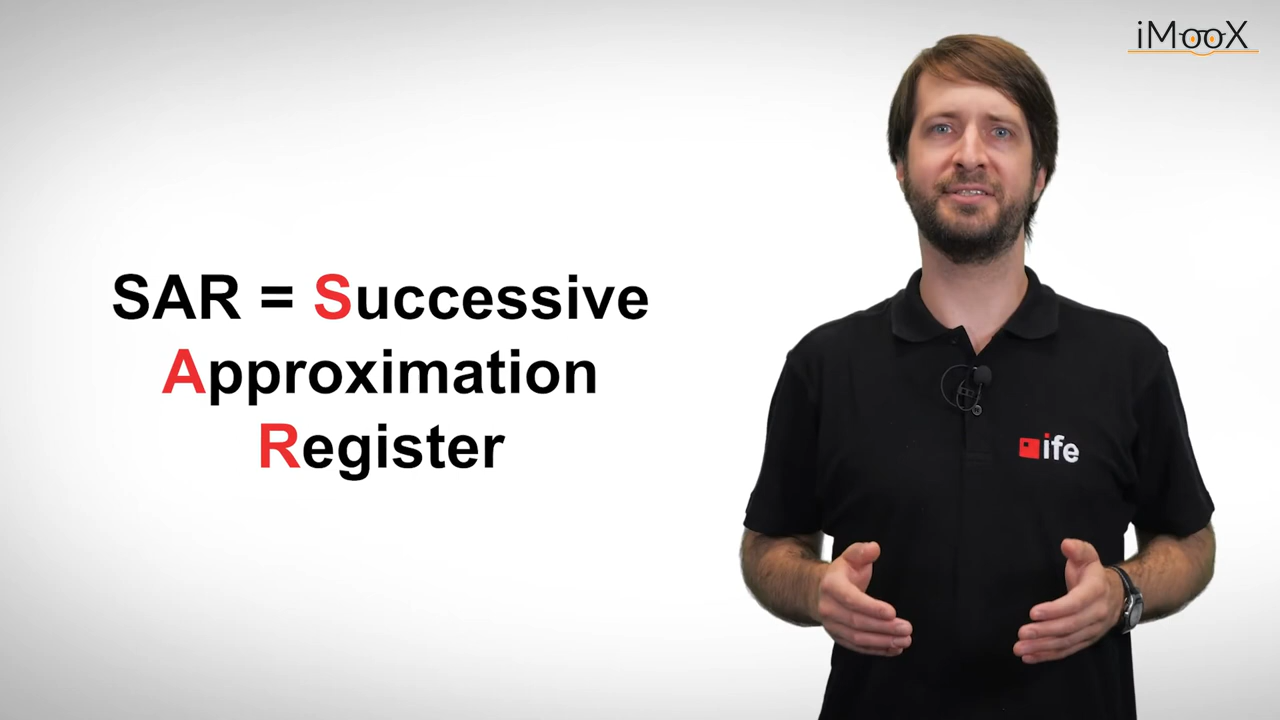 iMooX
SAR = Successive
Approximation
Register
ife